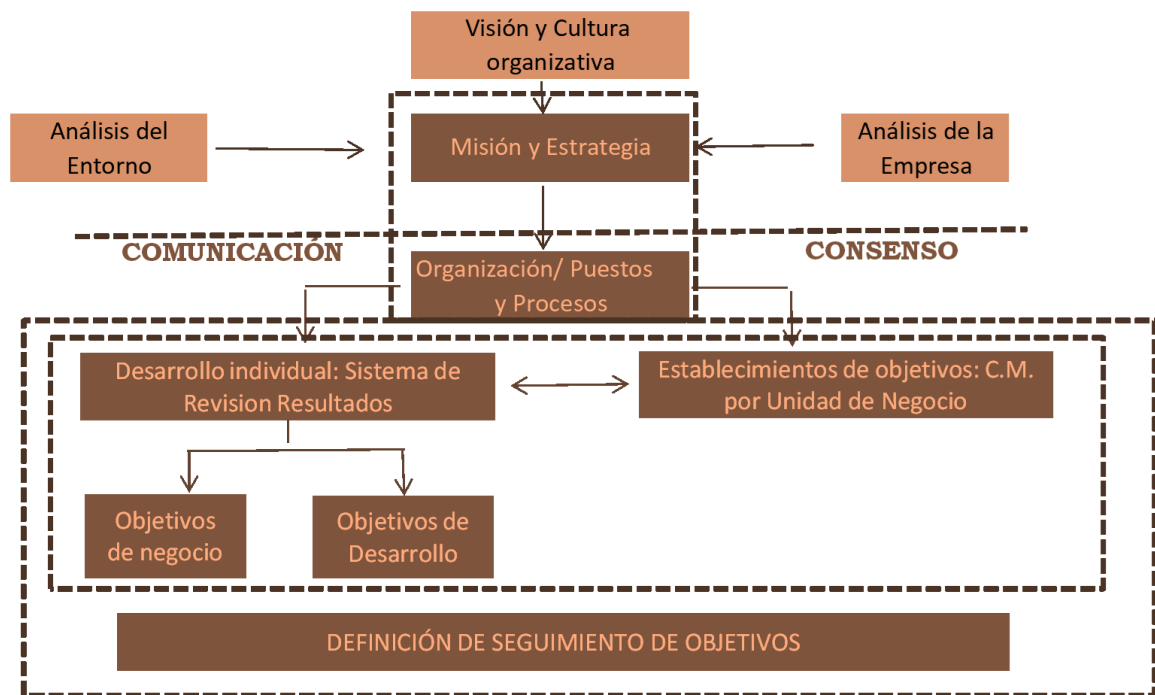 Visión y Cultura
organizativa
Análisis del
Entorno
Misión y Estrategia
Análisis de la
Empresa
COMUNICACIÓN
CONSENSO
Organización/ Puestos
y Procesos
Desarrollo individual: Sistema de
Revision Resultados
Establecimientos de objetivos: C.M.
por Unidad de Negocio
Objetivos
de negocio
Objetivos de
Desarrollo
DEFINICIÓN DE SEGUIMIENTO DE OBJETIVOS